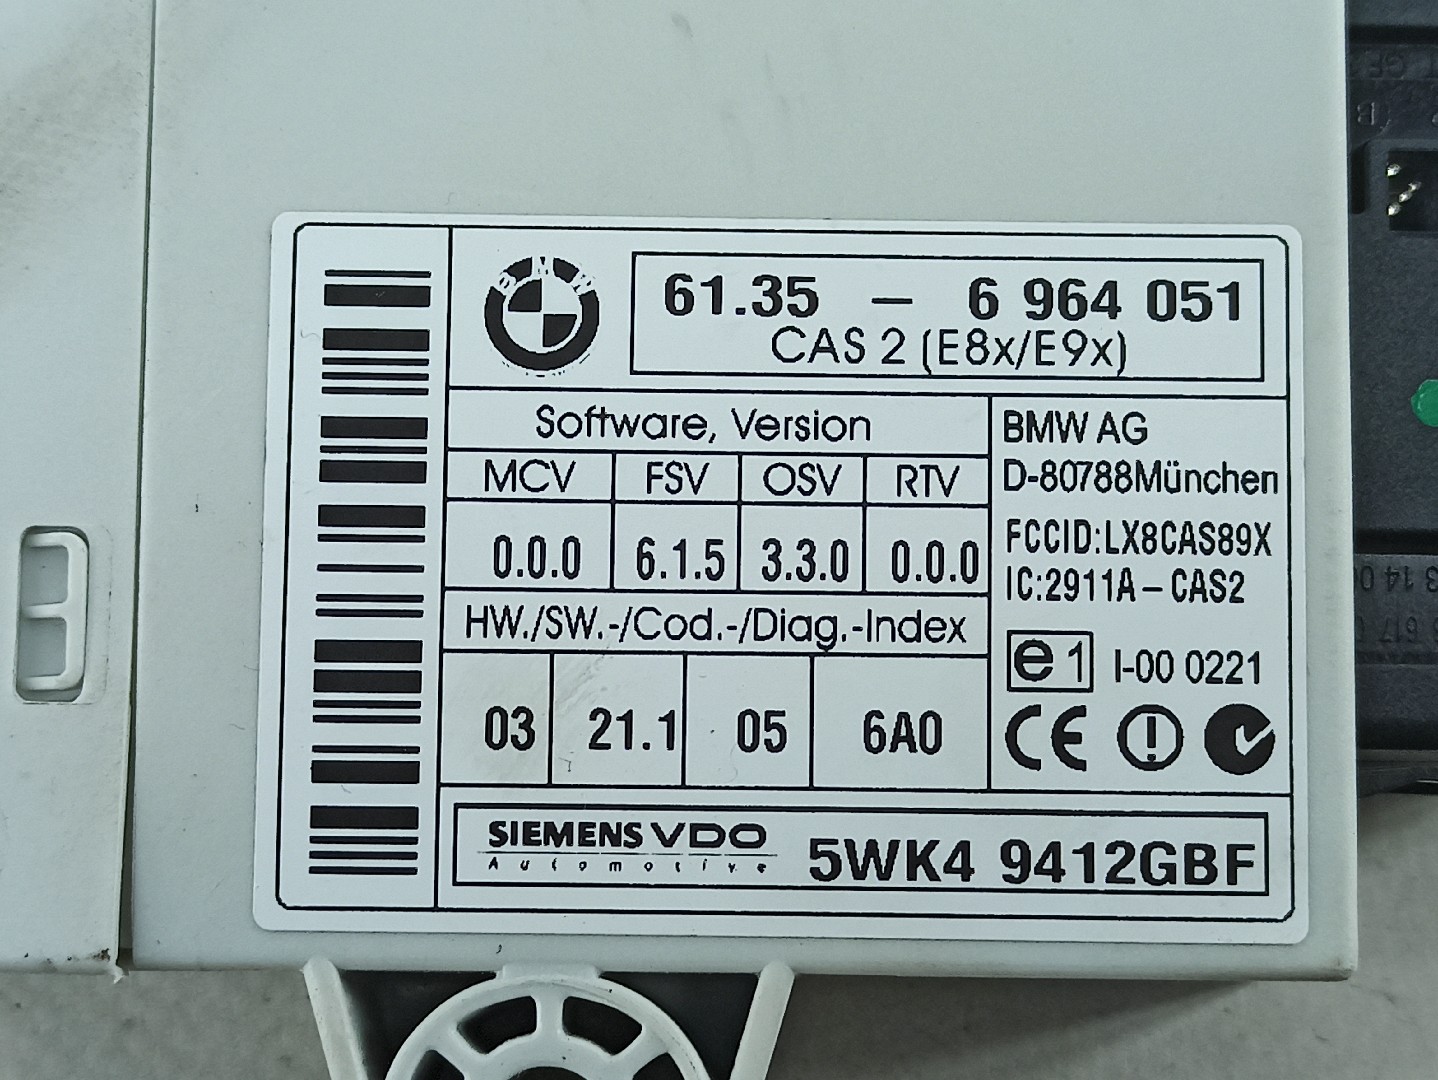 BMW
61.35 – 6 964 051
CAS 2 (E8x/E9x)
Software, Version
MCV FSV OSV RTV
0.0.0 6.1.5 3.3.0 0.0.0
HW./SW.-/Cod.-/Diag.-Index
03 21.1 05 6A0
BMW AG
D-80788München
FCCID:LX8CAS89X
IC:2911A – CAS2
e1 I-00 0221
CE
SIEMENS VDO
Automotive
5WK4 9412GBF